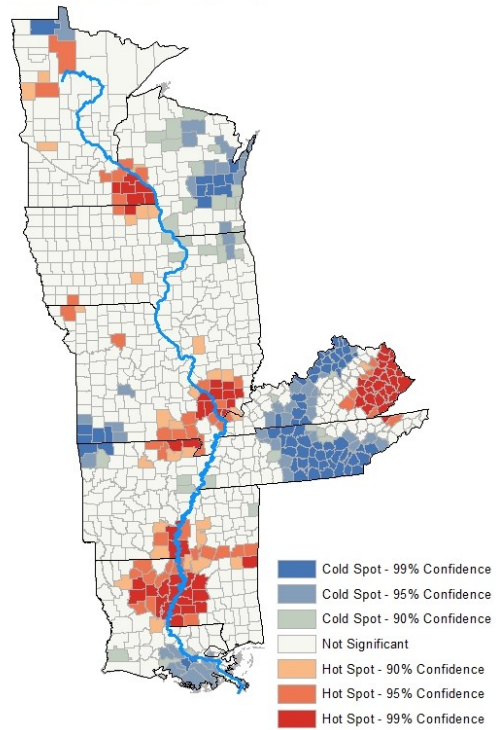 Cold Spot - 99% Confidence
Cold Spot - 95% Confidence
Cold Spot - 90% Confidence
Not Significant
Hot Spot - 90% Confidence
Hot Spot - 95% Confidence
Hot Spot - 99% Confidence